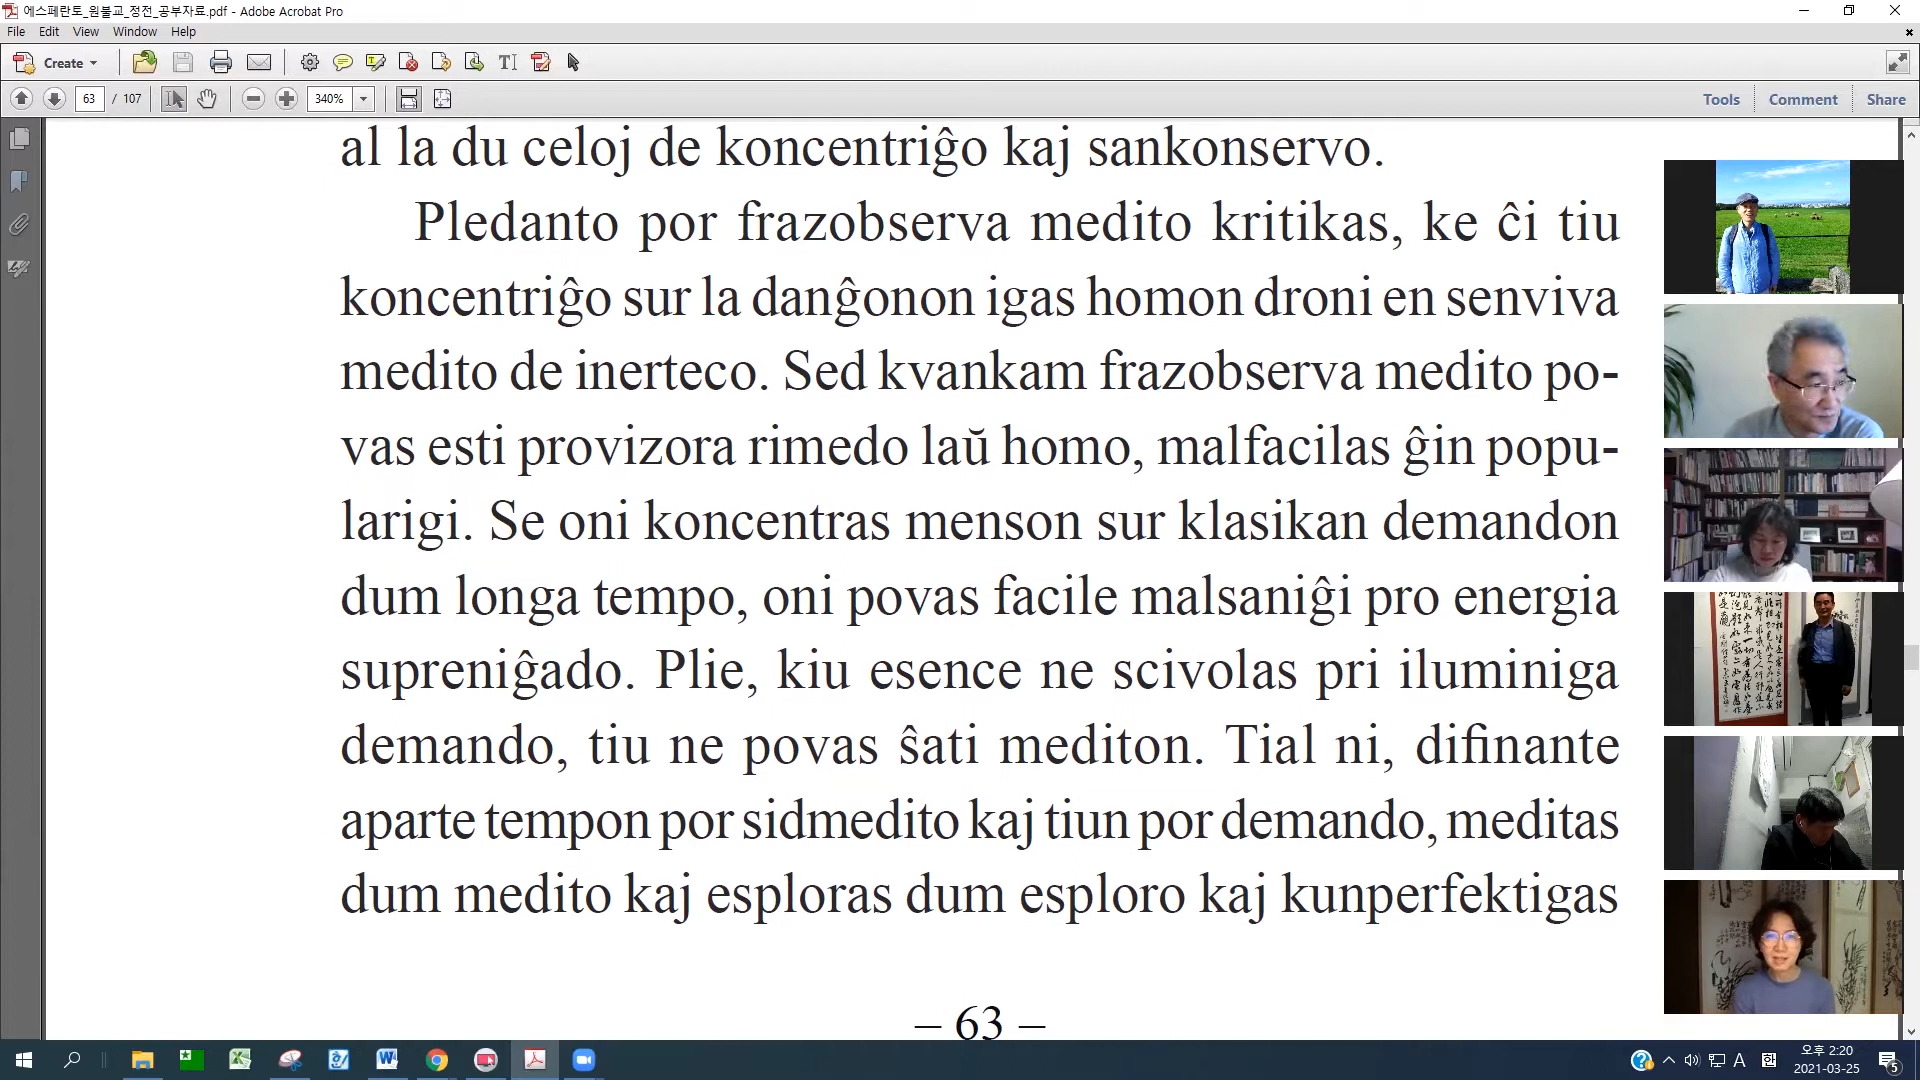 에스페란토_원불교_정전_공부자료.pdf - Adobe Acrobat Pro
File Edit View Window Help
Create
63 / 107 340% Tools Comment Share
al la du celoj de koncentriĝo kaj sankonservo.
Pledanto por frazobserva medito kritikas, ke ĉi tiu
koncentriĝo sur la danĝonon igas homon droni en senviva
medito de inerteco. Sed kvankam frazobserva medito po-
vas esti provizora rimedo laŭ homo, malfacilas ĝin popu-
larigi. Se oni koncentras menson sur klasikan demandon
dum longa tempo, oni povas facile malsaniĝi pro energia
supreniĝado. Plie, kiu esence ne scivolas pri iluminiga
demando, tiu ne povas ŝati mediton. Tial ni, difinante
aparte tempon por sidmedito kaj tiun por demando, meditas
dum medito kaj esploras dum esploro kaj kunperfektigas
– 63 –
A 한 오후 2:20
2021-03-25
5